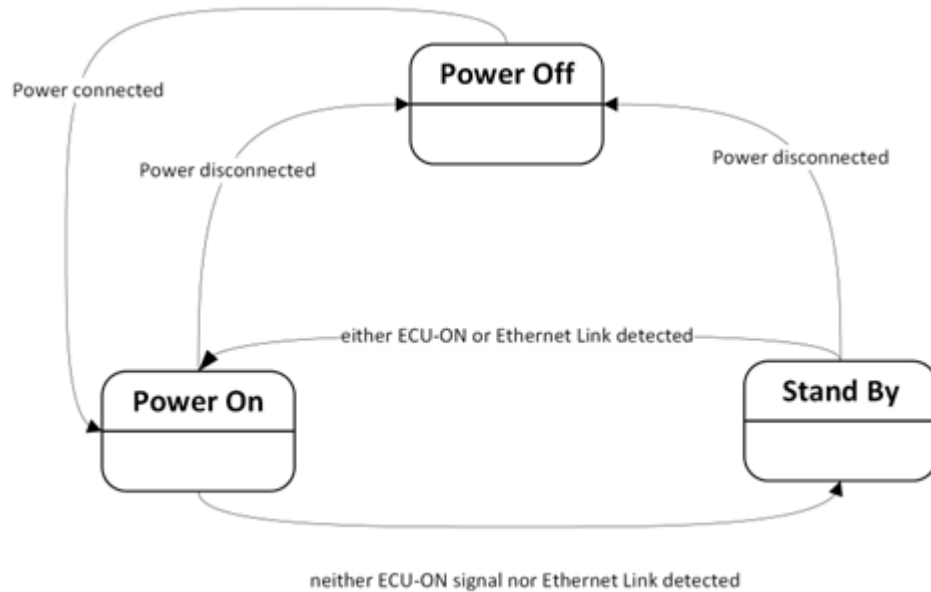 Power Off
Power connected
Power disconnected
Power disconnected
either ECU-ON or Ethernet Link detected
Power On
Stand By
neither ECU-ON signal nor Ethernet Link detected